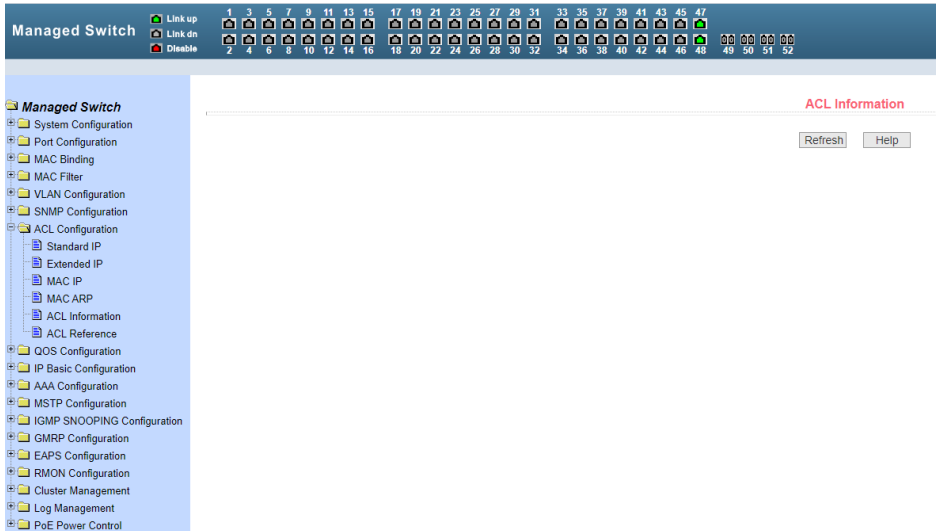 Managed Switch
Link up
Link dn
Disable
1 3 5 7 9 11 13 15 17 19 21 23 25 27 29 31 33 35 37 39 41 43 45 47
2 4 6 8 10 12 14 16 18 20 22 24 26 28 30 32 34 36 38 40 42 44 46 48 49 50 51 52
Managed Switch
System Configuration
Port Configuration
MAC Binding
MAC Filter
VLAN Configuration
SNMP Configuration
ACL Configuration
Standard IP
Extended IP
MAC IP
MAC ARP
ACL Information
ACL Reference
QOS Configuration
IP Basic Configuration
AAA Configuration
MSTP Configuration
IGMP SNOOPING Configuration
GMRP Configuration
EAPS Configuration
RMON Configuration
Cluster Management
Log Management
PoE Power Control
ACL Information
Refresh Help